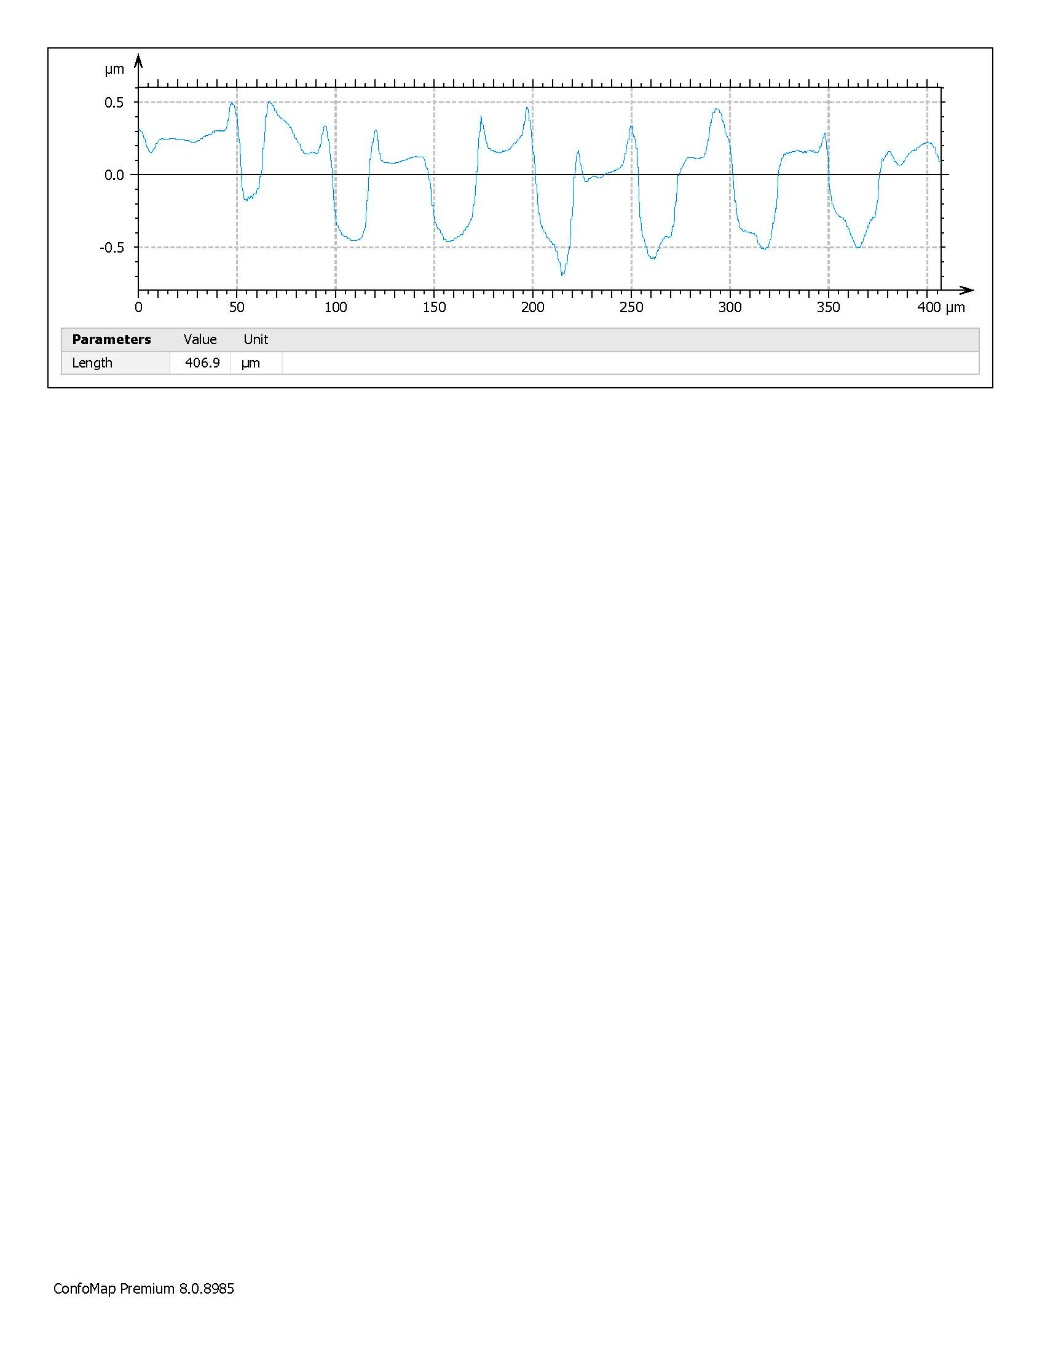 µm
0.5
0.0
-0.5
0 50 100 150 200 250 300 350 400 µm
Parameters Value Unit
Length 406.9 µm
ConfoMap Premium 8.0.8985